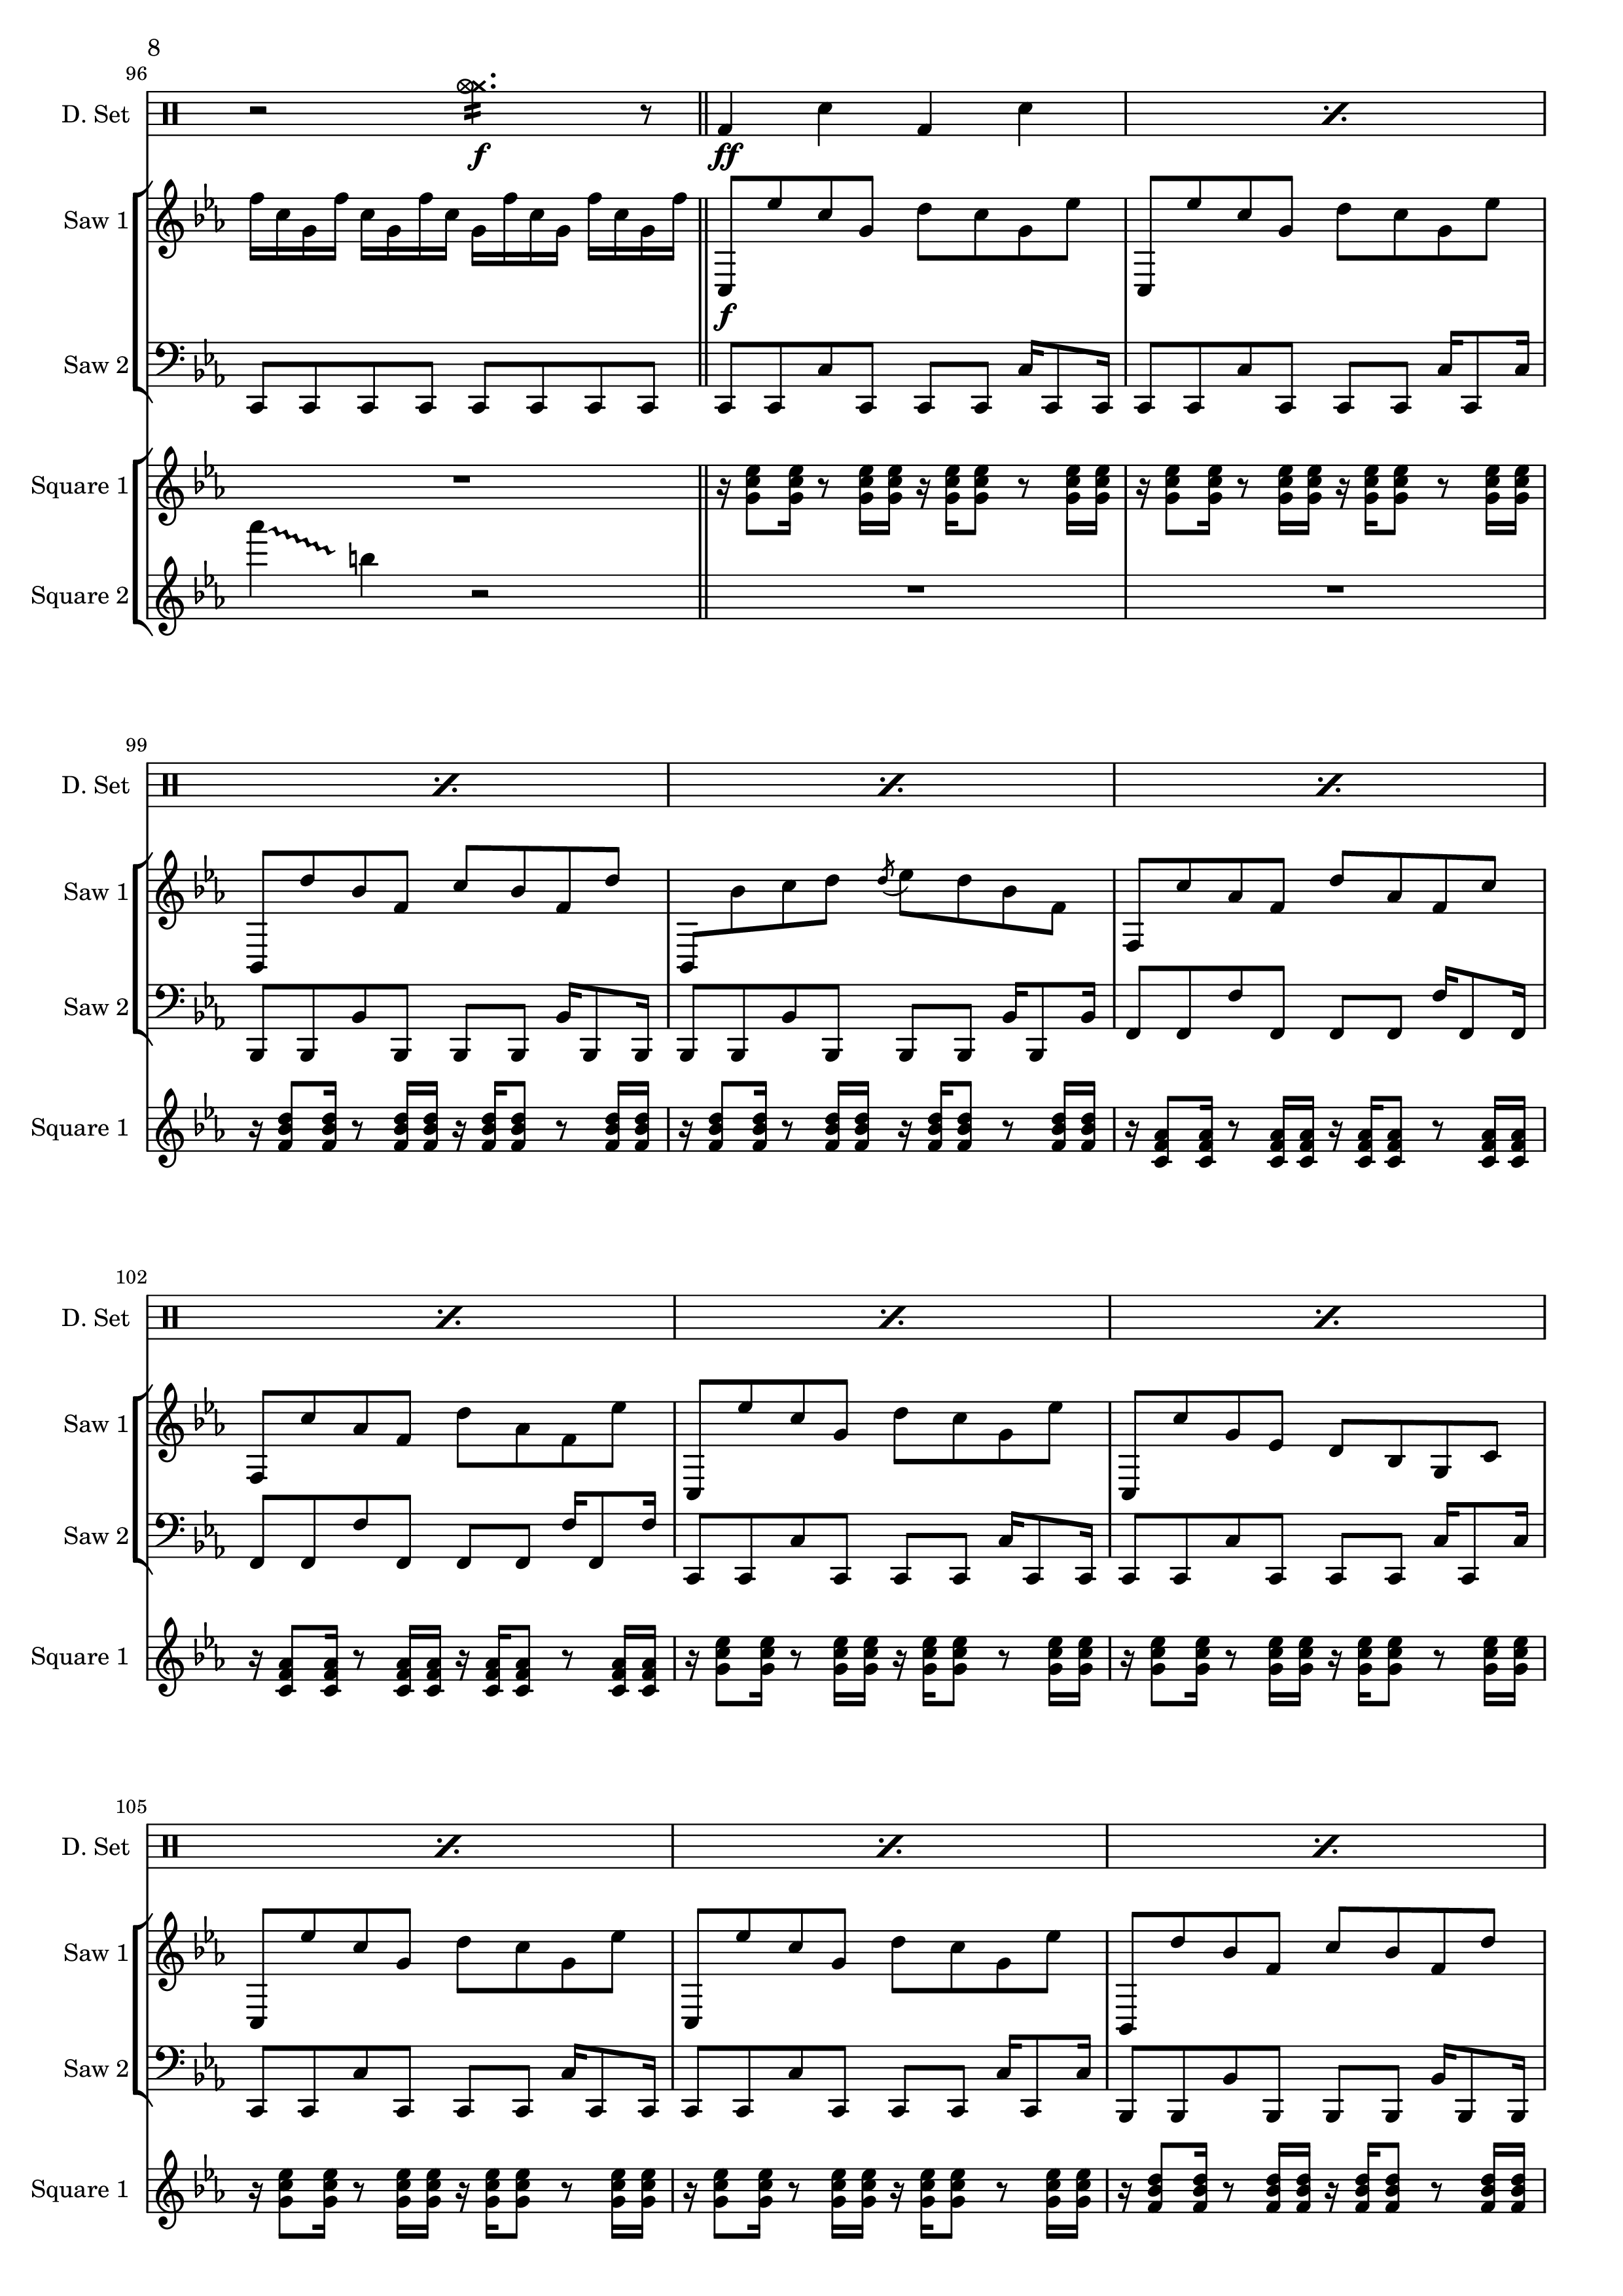 8
96
D. Set
f
ff
Saw 1
f
Saw 2
Square 1
Square 2
99
D. Set
Saw 1
Saw 2
Square 1
102
D. Set
Saw 1
Saw 2
Square 1
105
D. Set
Saw 1
Saw 2
Square 1